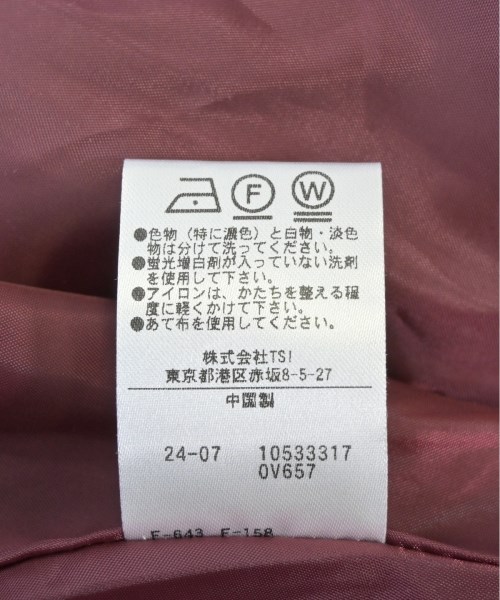 F W
●色物（特に濃色）と白物・淡色
物は分けて洗ってください。
●蛍光増白剤が入っていない洗剤
を使用して下さい。
●アイロンは、かたちを整える程
度に軽くかけて下さい。
●あて布を使用してください。
株式会社TSI
東京都港区赤坂8-5-27
中国製
24-07 10533317
0V657
E-643 F-158